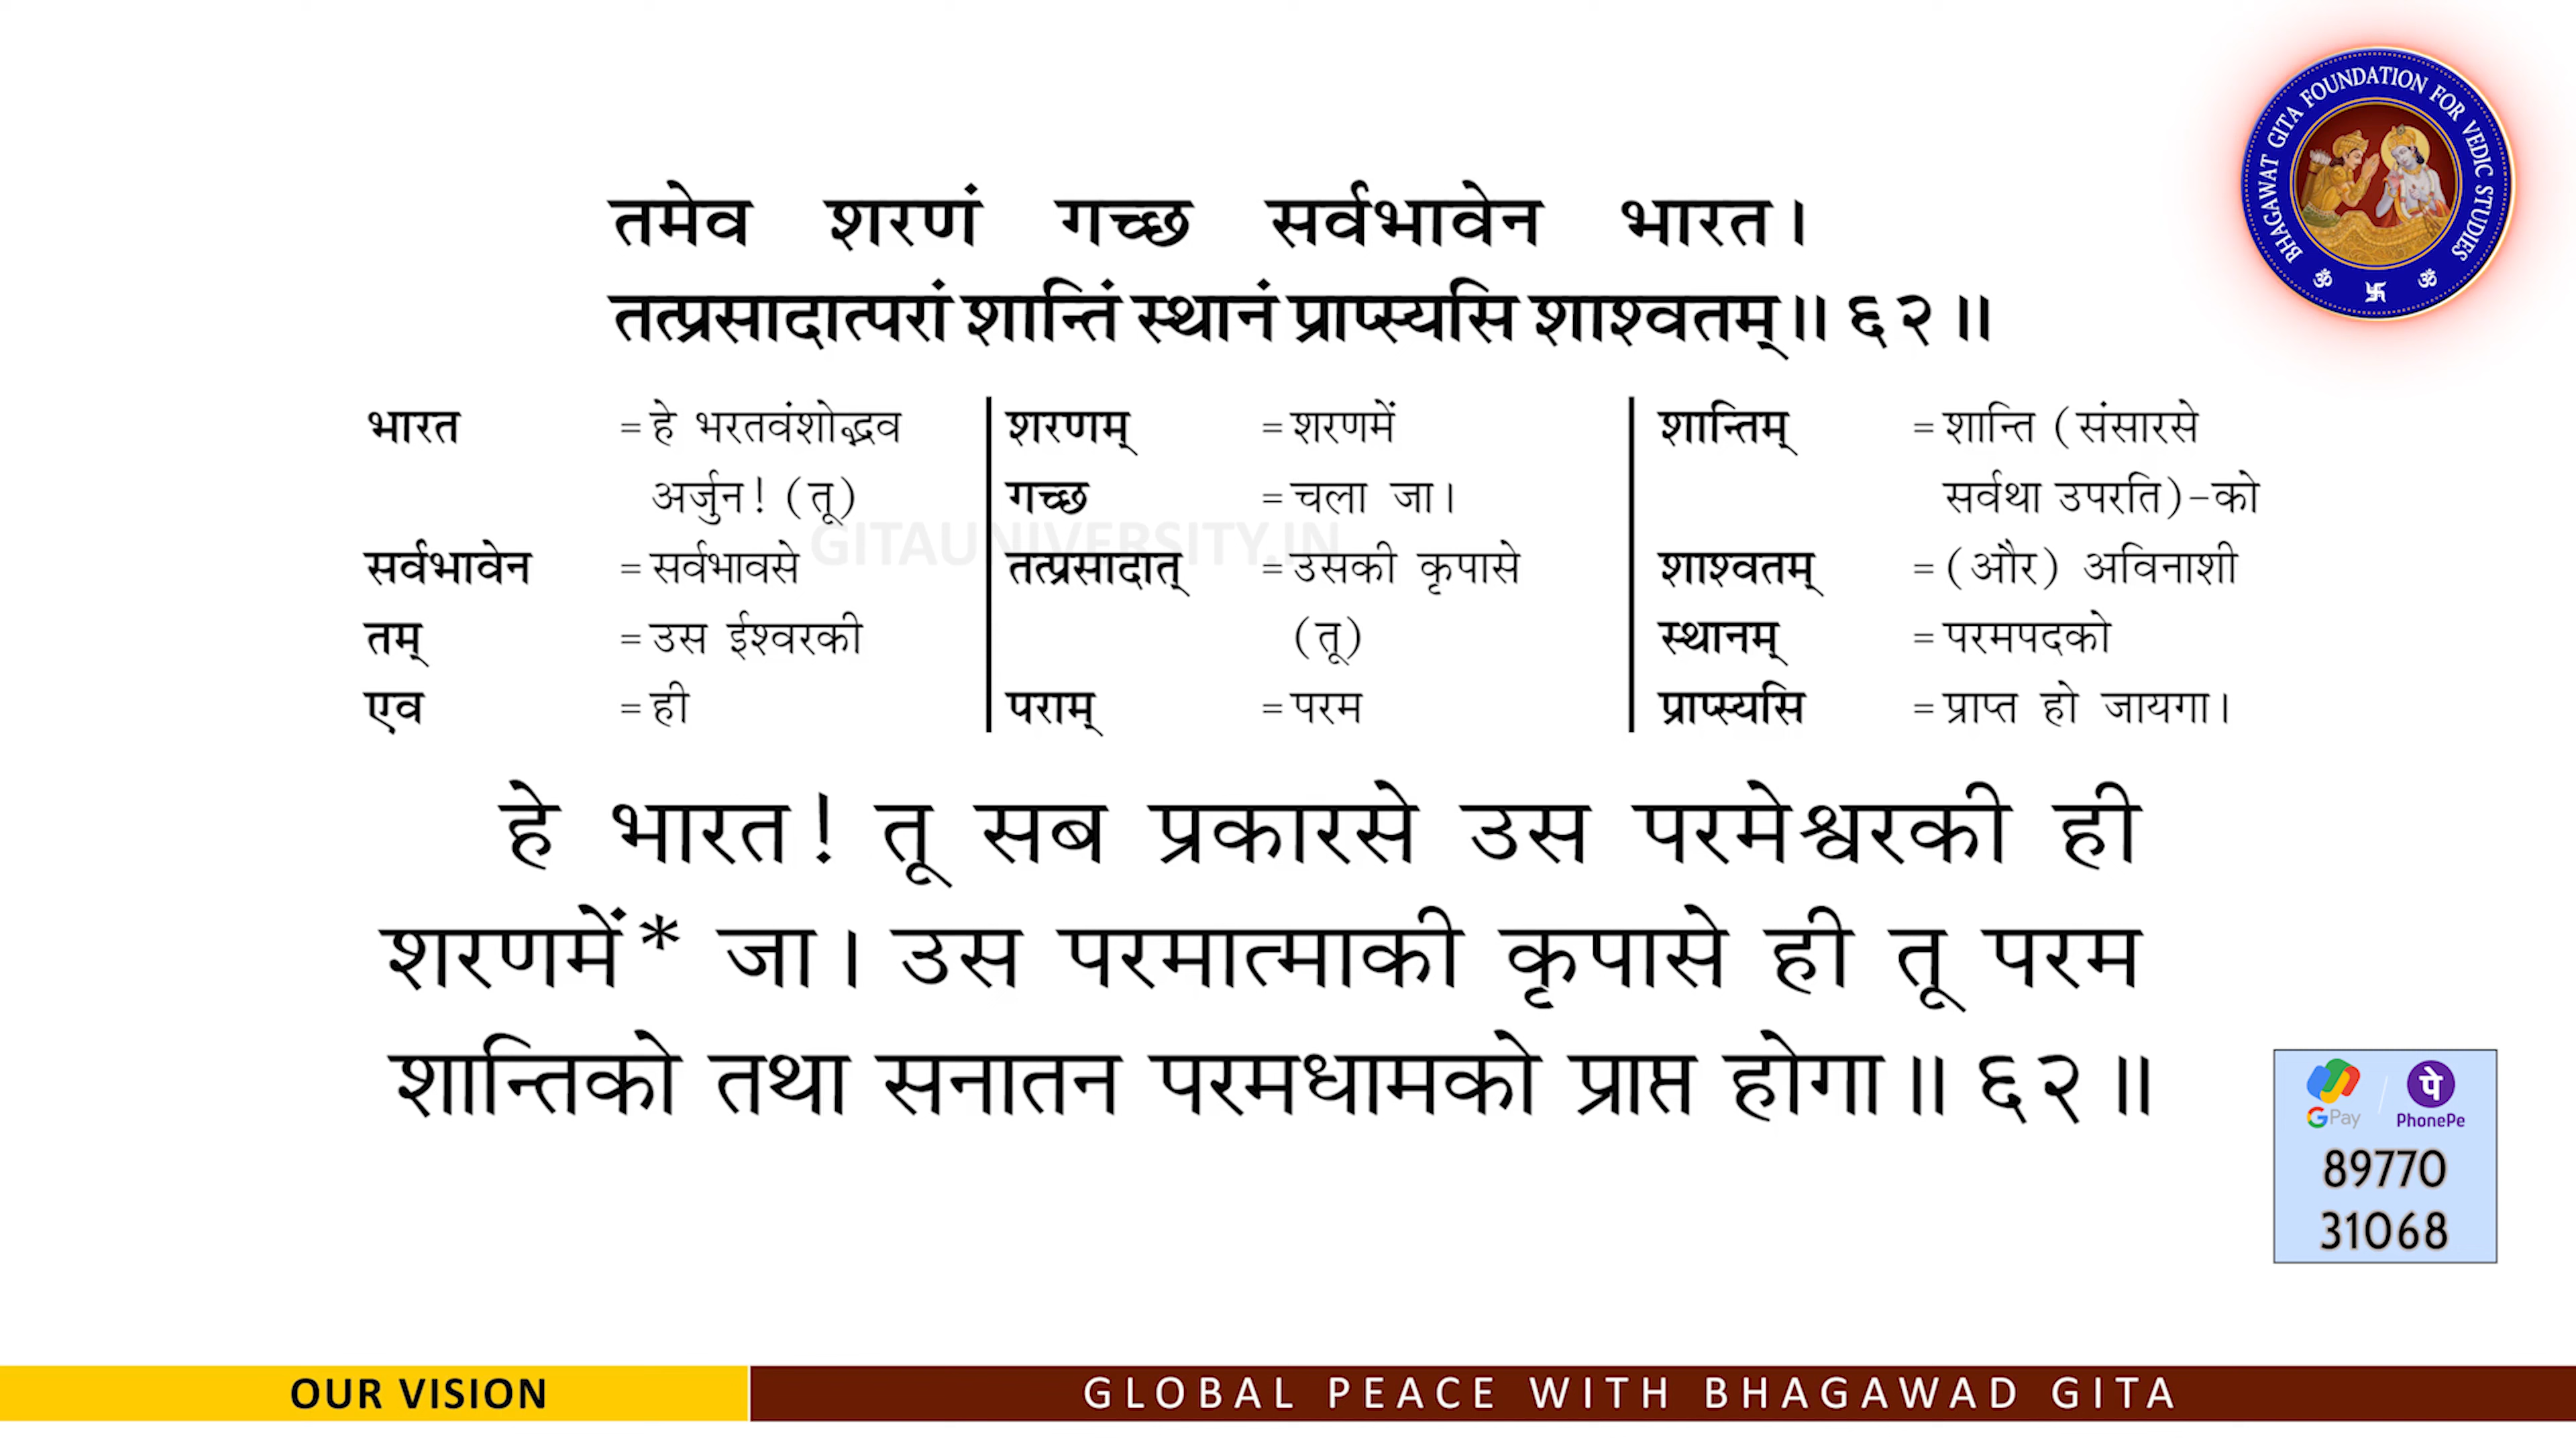 BHAGAWAT GITA FOUNDATION FOR VEDIC STUDIES
ॐ 卐 ॐ
तमेव शरणं गच्छ सर्वभावेन भारत।
तत्प्रसादात्परां शान्तिं स्थानं प्राप्स्यसि शाश्वतम्॥ ६२॥
भारत = हे भरतवंशोद्भव
अर्जुन! (तू)
सर्वभावेन = सर्वभावसे
तम् = उस ईश्वरकी
एव = ही
शरणम् = शरणमें
गच्छ = चला जा।
तत्प्रसादात् = उसकी कृपासे
(तू)
पराम् = परम
शान्तिम् = शान्ति (संसारसे
सर्वथा उपरति)-को
शाश्वतम् = (और) अविनाशी
स्थानम् = परमपदको
प्राप्स्यसि = प्राप्त हो जायगा।
GITAUNIVERSITY.IN
हे भारत! तू सब प्रकारसे उस परमेश्वरकी ही
शरणमें* जा। उस परमात्माकी कृपासे ही तू परम
शान्तिको तथा सनातन परमधामको प्राप्त होगा॥ ६२॥
GPay पे PhonePe
89770
31068
OUR VISION GLOBAL PEACE WITH BHAGAWAD GITA